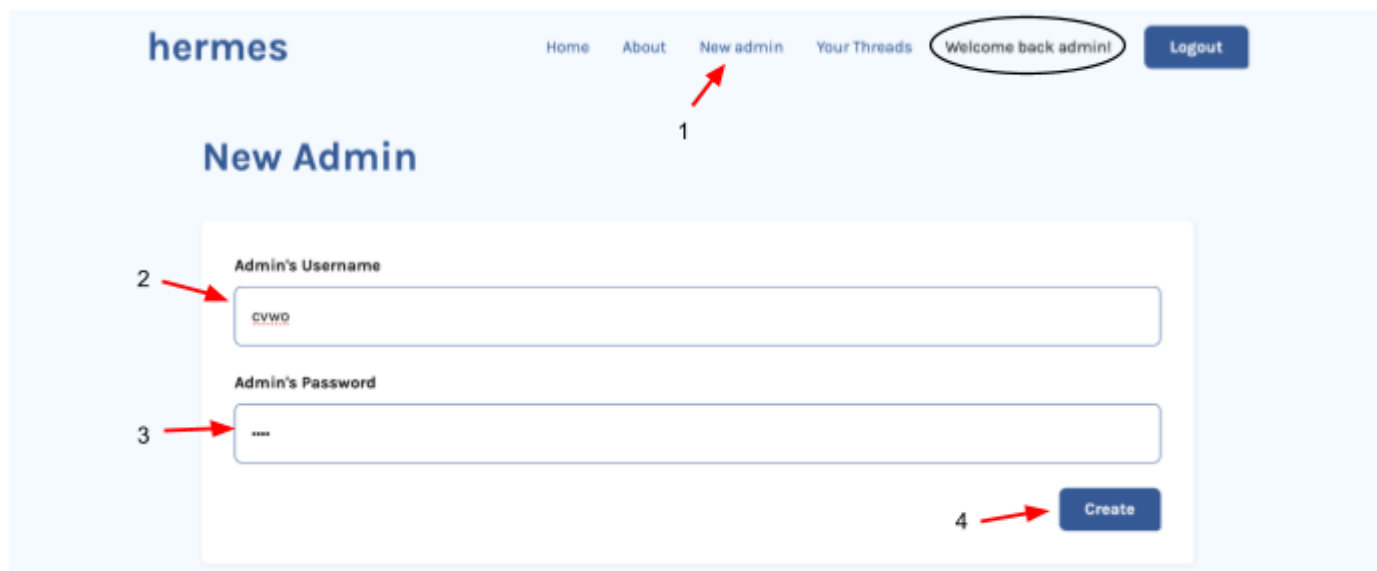 hermes Home About New admin Your Threads Welcome back admin! Logout
1
New Admin
Admin's Username
2
cvwo
Admin's Password
3
····
4 Create